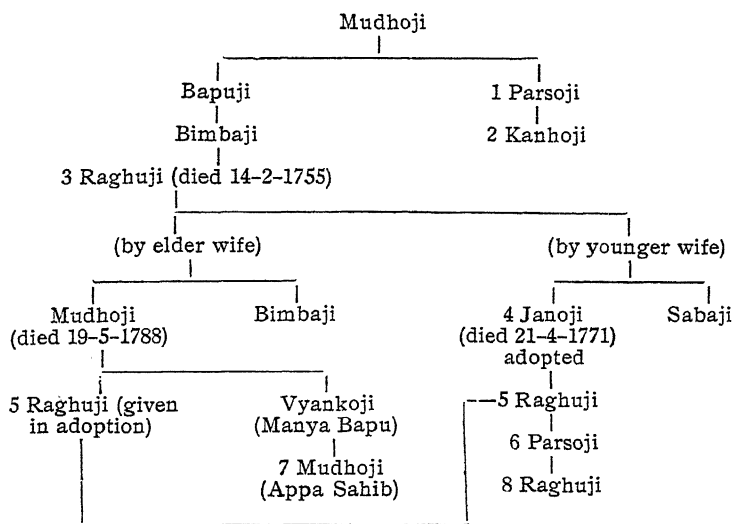 Mudhoji
Bapuji
1 Parsoji
Bimbaji
2 Kanhoji
3 Raghuji (died 14-2-1755)
(by elder wife)
(by younger wife)
Mudhoji
(died 19-5-1788)
Bimbaji
4 Janoji
(died 21-4-1771)
adopted
Sabaji
5 Raghuji (given
in adoption)
Vyankoji
(Manya Bapu)
5 Raghuji
7 Mudhoji
(Appa Sahib)
6 Parsoji
8 Raghuji